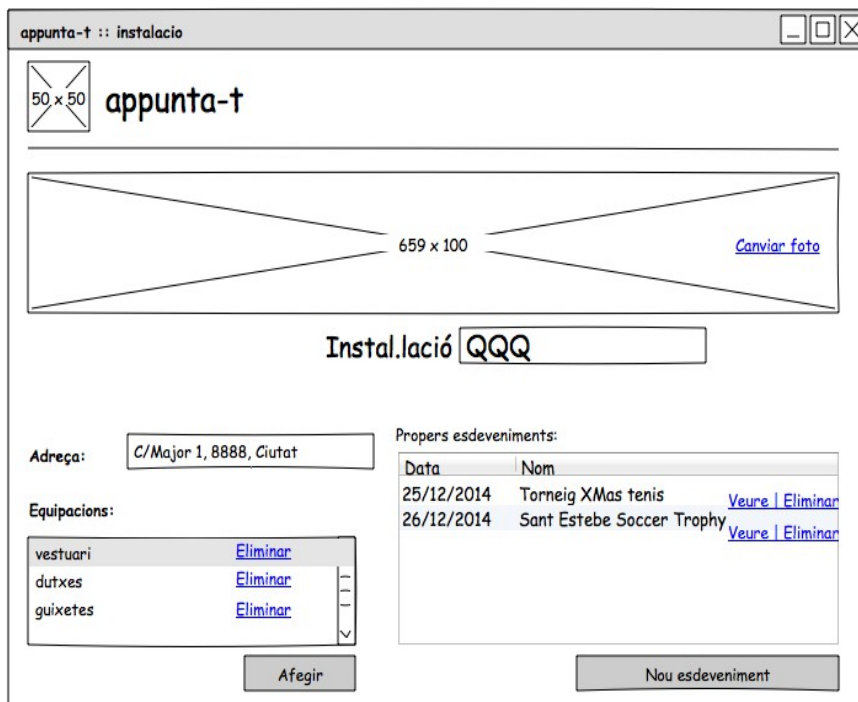 appunta-t :: instalacio
50 x 50
appunta-t
659 x 100
Canviar foto
Instal.lació QQQ
Adreça:
C/Major 1, 8888, Ciutat
Equipacions:
vestuari Eliminar
dutxes Eliminar
guixetes Eliminar
Afegir
Propers esdeveniments:
Data Nom
25/12/2014 Torneig XMas tenis Veure | Eliminar
26/12/2014 Sant Estebe Soccer Trophy Veure | Eliminar
Nou esdeveniment